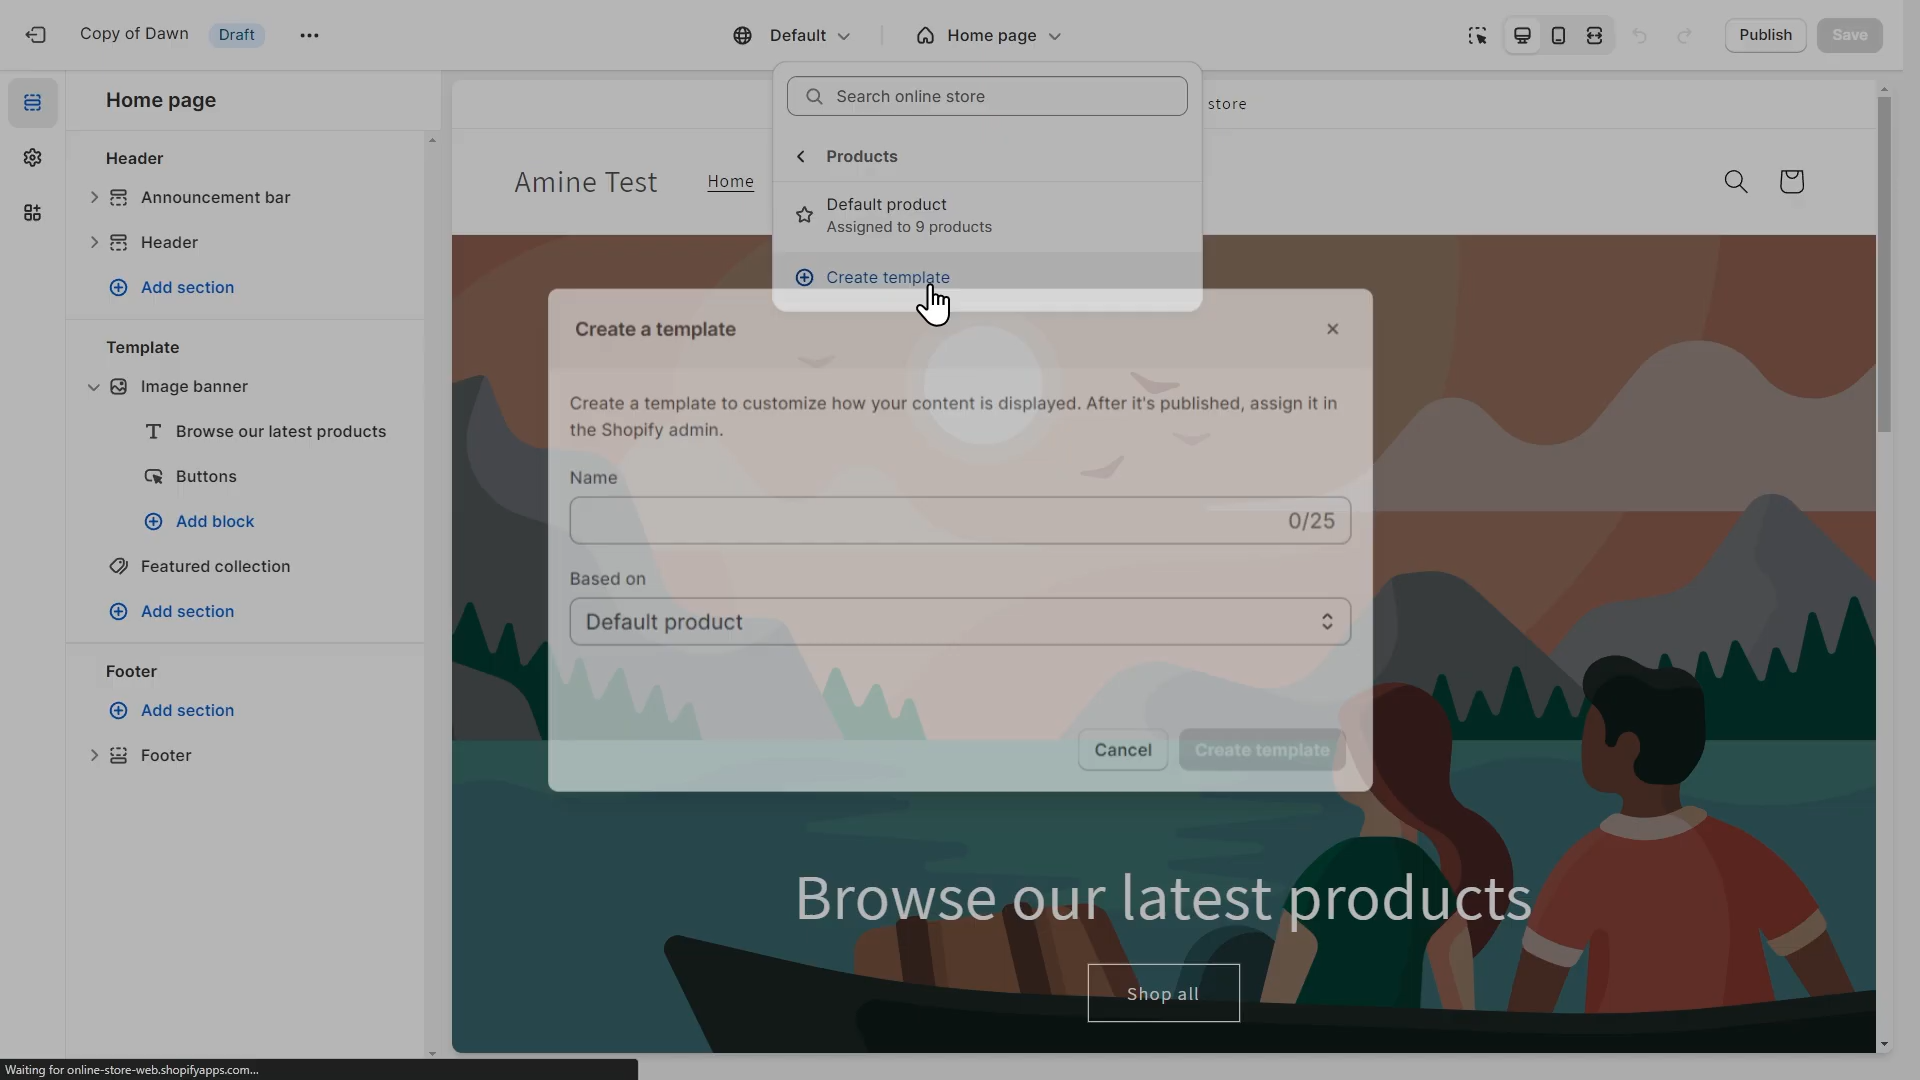 Copy of Dawn
Draft
Default
Home page
Publish
Save
Home page
Header
Announcement bar
Header
Add section
Template
Image banner
Browse our latest products
Buttons
Add block
Featured collection
Add section
Footer
Add section
Footer
Search online store
Products
Default product
Assigned to 9 products
Create template
store
Amine Test
Home
Create a template
Create a template to customize how your content is displayed. After it's published, assign it in
the Shopify admin.
Name
0/25
Based on
Default product
Cancel
Create template
Browse our latest products
Shop all
Waiting for online-store-web.shopifyapps.com...